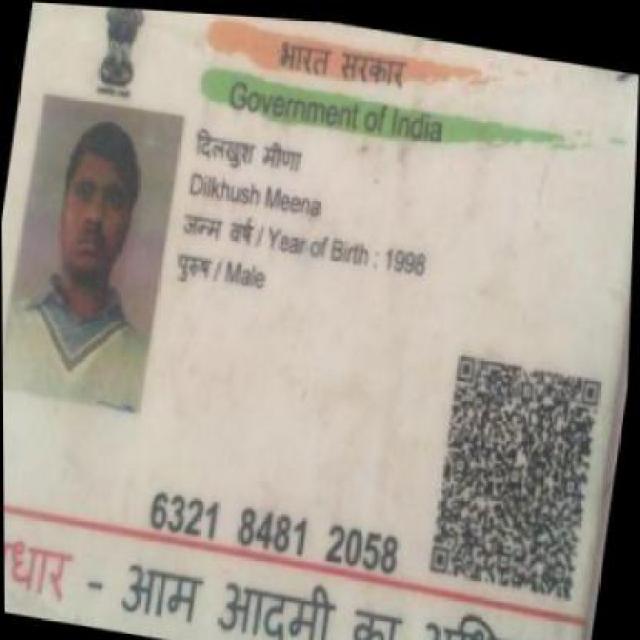 भारत सरकार
Government of India
दिलखुश मीणा
Dilkhush Meena
जन्म वर्ष / Year of Birth : 1998
पुरुष / Male
6321 8481 2058
- आम आदमी का